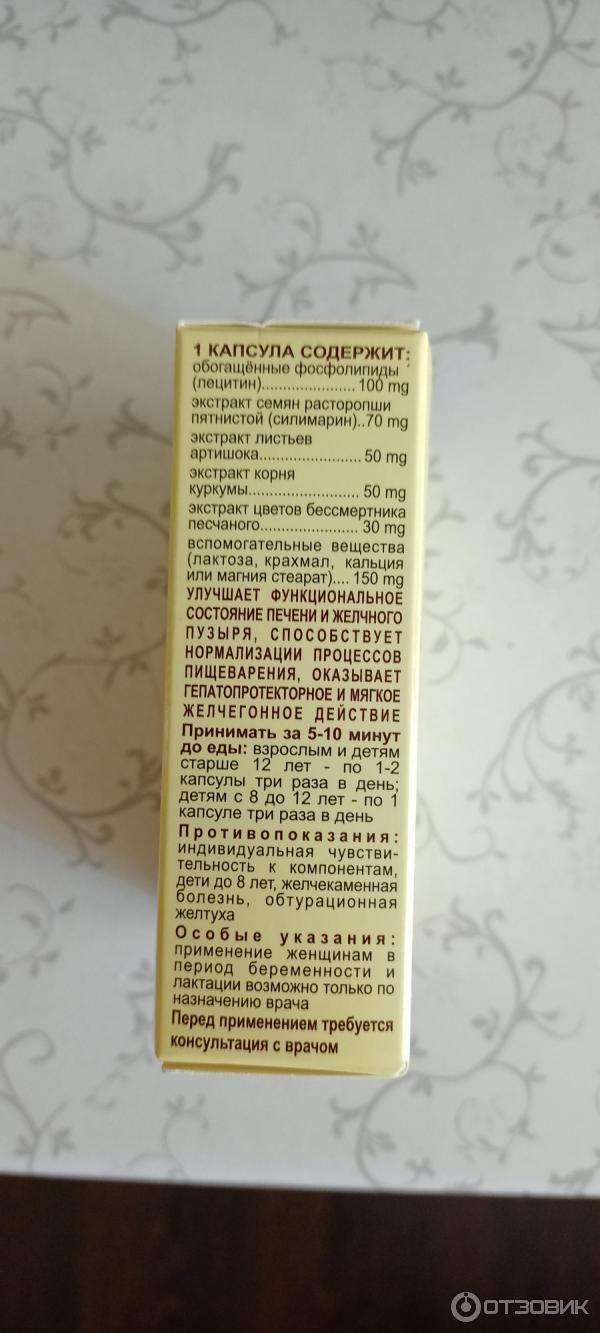 1 КАПСУЛА СОДЕРЖИТ:
обогащённые фосфолипиды
(лецитин)...................... 100 mg
экстракт семян расторопши
пятнистой (силимарин)..70 mg
экстракт листьев
артишока........................ 50 mg
экстракт корня
куркумы.......................... 50 mg
экстракт цветов бессмертника
песчаного....................... 30 mg
вспомогательные вещества
(лактоза, крахмал, кальция
или магния стеарат).... 150 mg
УЛУЧШАЕТ ФУНКЦИОНАЛЬНОЕ
СОСТОЯНИЕ ПЕЧЕНИ И ЖЕЛЧНОГО
ПУЗЫРЯ, СПОСОБСТВУЕТ
НОРМАЛИЗАЦИИ ПРОЦЕССОВ
ПИЩЕВАРЕНИЯ, ОКАЗЫВАЕТ
ГЕПАТОПРОТЕКТОРНОЕ И МЯГКОЕ
ЖЕЛЧЕГОННОЕ ДЕЙСТВИЕ
Принимать за 5-10 минут
до еды: взрослым и детям
старше 12 лет - по 1-2
капсулы три раза в день;
детям с 8 до 12 лет - по 1
капсуле три раза в день
Противопоказания:
индивидуальная чувстви-
тельность к компонентам,
дети до 8 лет, желчекаменная
болезнь, обтурационная
желтуха
Особые указания:
применение женщинам в
период беременности и
лактации возможно только по
назначению врача
Перед применением требуется
консультация с врачом
ОТЗОВИК